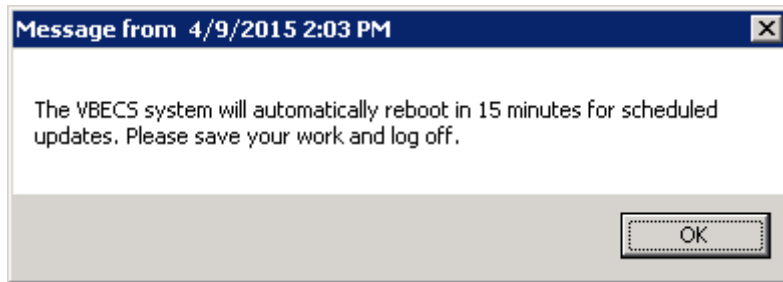 Message from 4/9/2015 2:03 PM
The VBECS system will automatically reboot in 15 minutes for scheduled
updates. Please save your work and log off.
OK